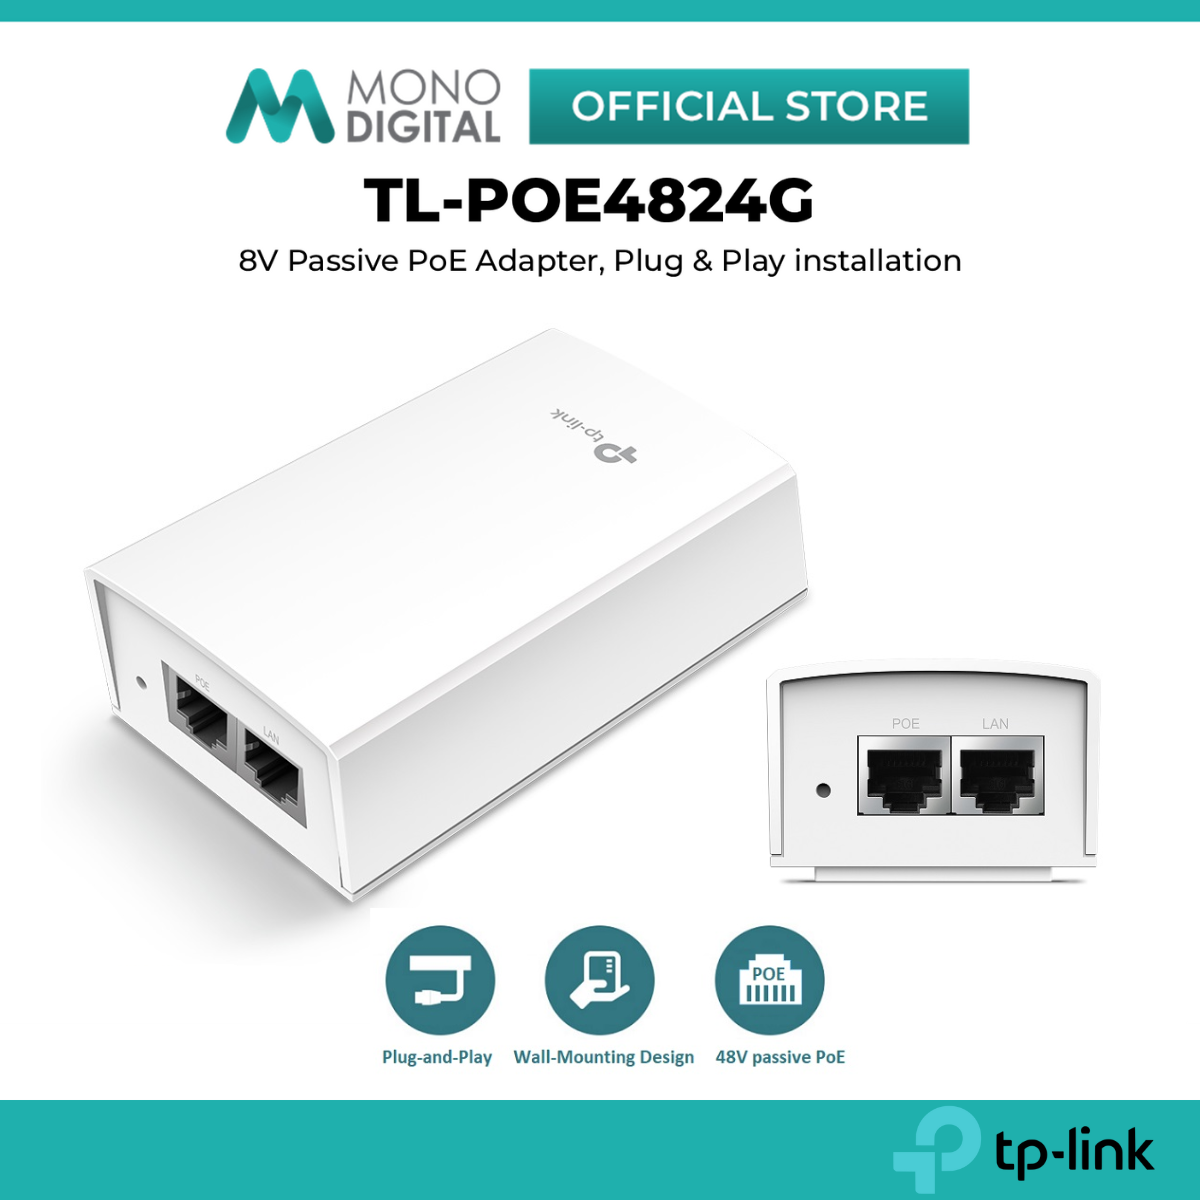 MONO
DIGITAL
OFFICIAL STORE
TL-POE4824G
8V Passive PoE Adapter, Plug & Play installation
tp-link
POE
LAN
POE LAN
POE
Plug-and-Play Wall-Mounting Design 48V passive PoE
tp-link